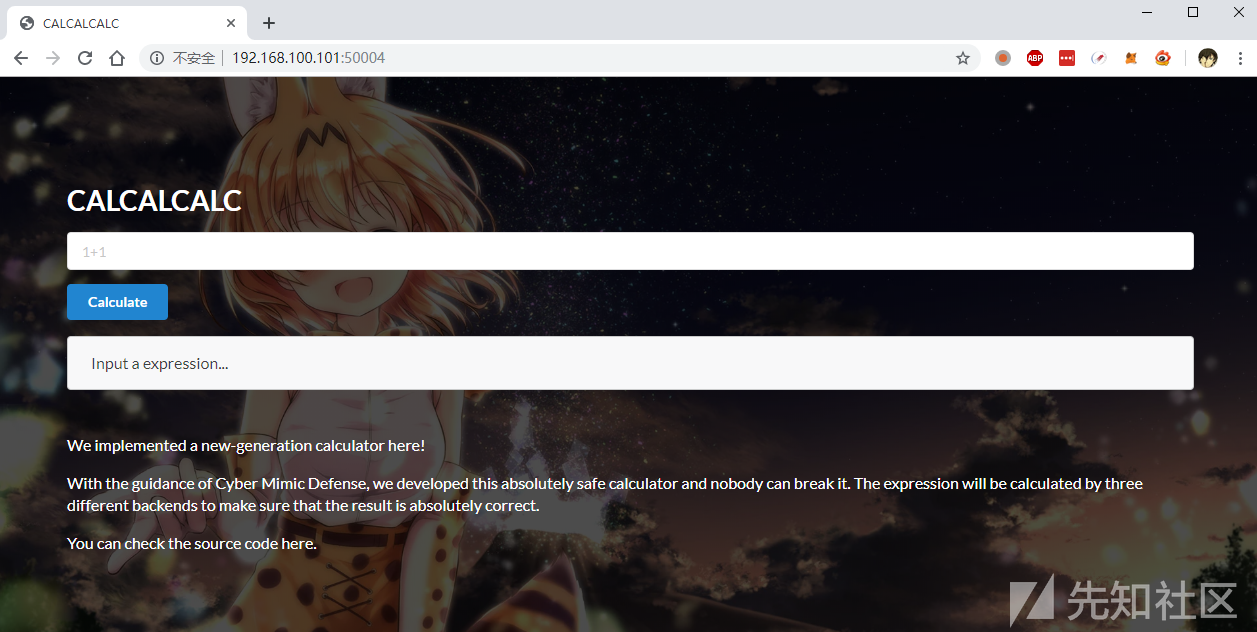 CALCALCALC
不安全
192.168.100.101:50004
ABP
CALCALCALC
1+1
Calculate
Input a expression...
We implemented a new-generation calculator here!
With the guidance of Cyber Mimic Defense, we developed this absolutely safe calculator and nobody can break it. The expression will be calculated by three
different backends to make sure that the result is absolutely correct.
You can check the source code here.
先知社区